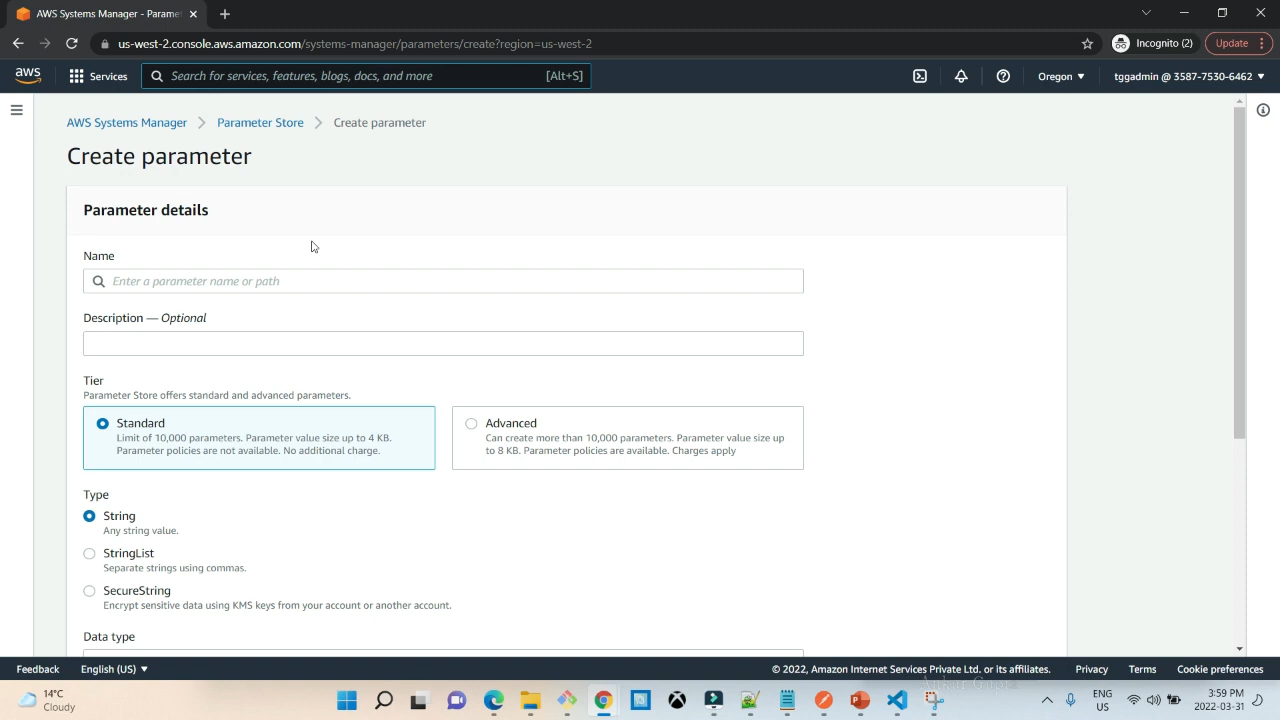 AWS Systems Manager - Paramet
us-west-2.console.aws.amazon.com/systems-manager/parameters/create?region=us-west-2
Incognito (2)
Update
aws
Services
Search for services, features, blogs, docs, and more
[Alt+S]
Oregon
tggadmin @ 3587-7530-6462
AWS Systems Manager
Parameter Store
Create parameter
Create parameter
Parameter details
Name
Enter a parameter name or path
Description — Optional
Tier
Parameter Store offers standard and advanced parameters.
Standard
Limit of 10,000 parameters. Parameter value size up to 4 KB.
Parameter policies are not available. No additional charge.
Advanced
Can create more than 10,000 parameters. Parameter value size up
to 8 KB. Parameter policies are available. Charges apply
Type
String
Any string value.
StringList
Separate strings using commas.
SecureString
Encrypt sensitive data using KMS keys from your account or another account.
Data type
Feedback
English (US)
© 2022, Amazon Internet Services Private Ltd. or its affiliates.
Privacy
Terms
Cookie preferences
14°C
Cloudy
ENG
US
3:59 PM
2022-03-31